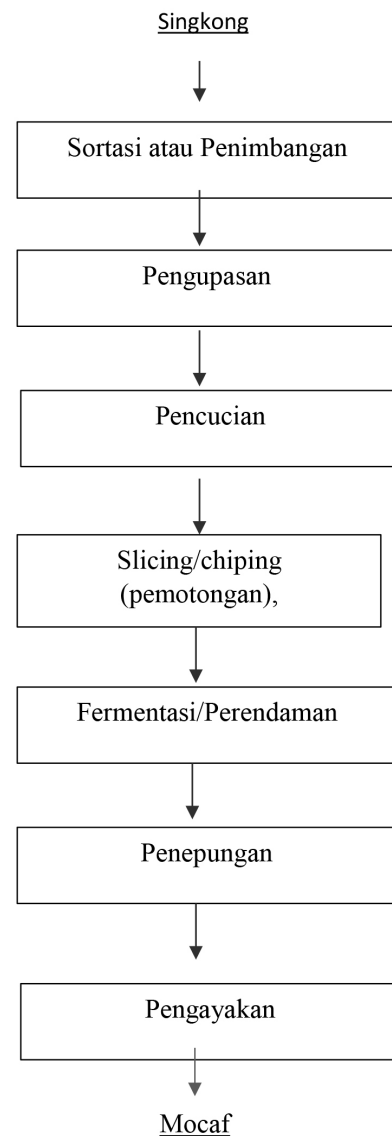 Singkong
Sortasi atau Penimbangan
Pengupasan
Pencucian
Slicing/chiping
(pemotongan),
Fermentasi/Perendaman
Penepungan
Pengayakan
Mocaf